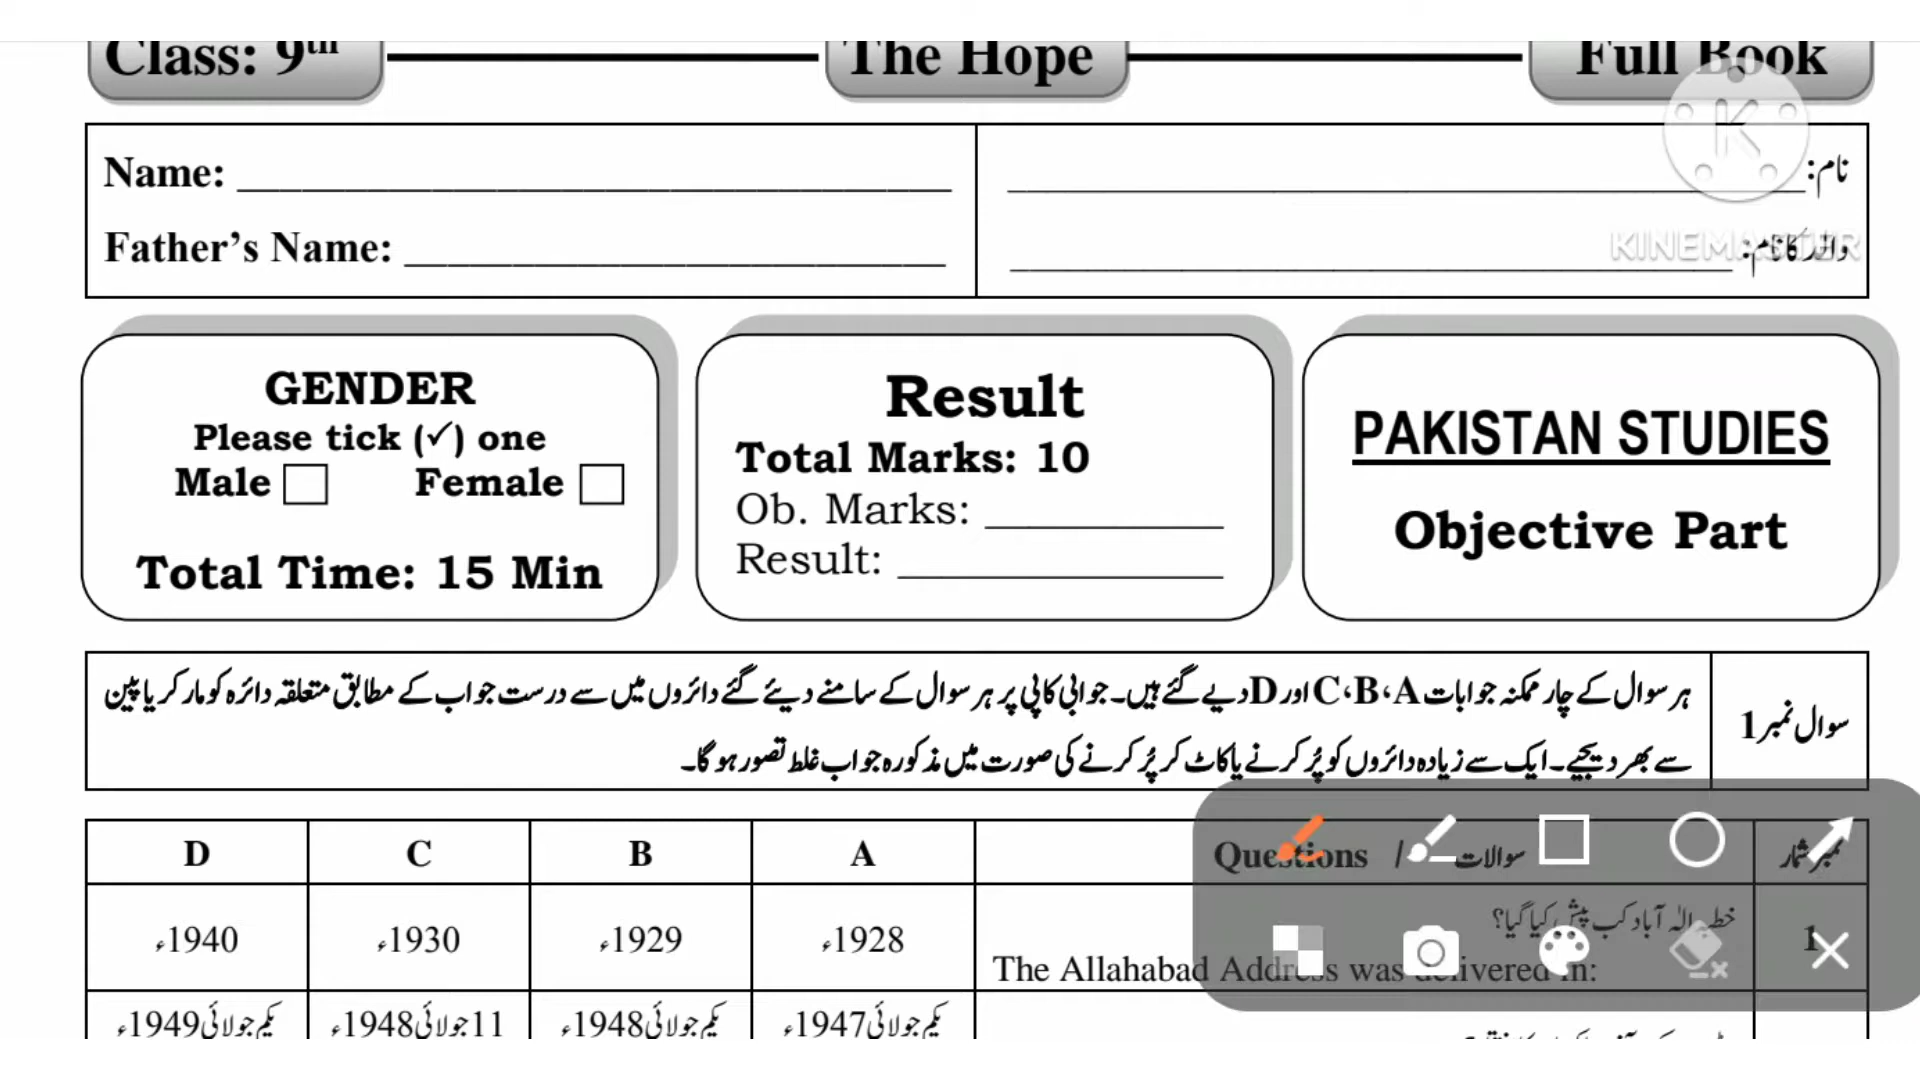 Class: 9th The Hope Full Book
Name: نام:
Father's Name: والد کا نام:
KINEMASTER
GENDER
Please tick (✓) one
Male Female
Total Time: 15 Min
Result
Total Marks: 10
Ob. Marks:
Result:
PAKISTAN STUDIES
Objective Part
سوال نمبر 1
ہر سوال کے چار ممکنہ جوابات C،B،A اور D دیے گئے ہیں۔ جوابی کاپی پر ہر سوال کے سامنے دیئے گئے دائروں میں سے درست جواب کے مطابق متعلقہ دائرہ کو مار کر یا پین
سے بھر دیجیے۔ ایک سے زیادہ دائروں کو پُر کرنے یا کاٹ کر پُر کرنے کی صورت میں مذکورہ جواب غلط تصور ہو گا۔
نمبر شمار سوالات / Questions A B C D
1 خطبہ الٰہ آباد کب پیش کیا گیا؟
The Allahabad Address was delivered in:
1928ء 1929ء 1930ء 1940ء
یکم جولائی 1947ء یکم جولائی 1948ء 11 جولائی 1948ء یکم جولائی 1949ء